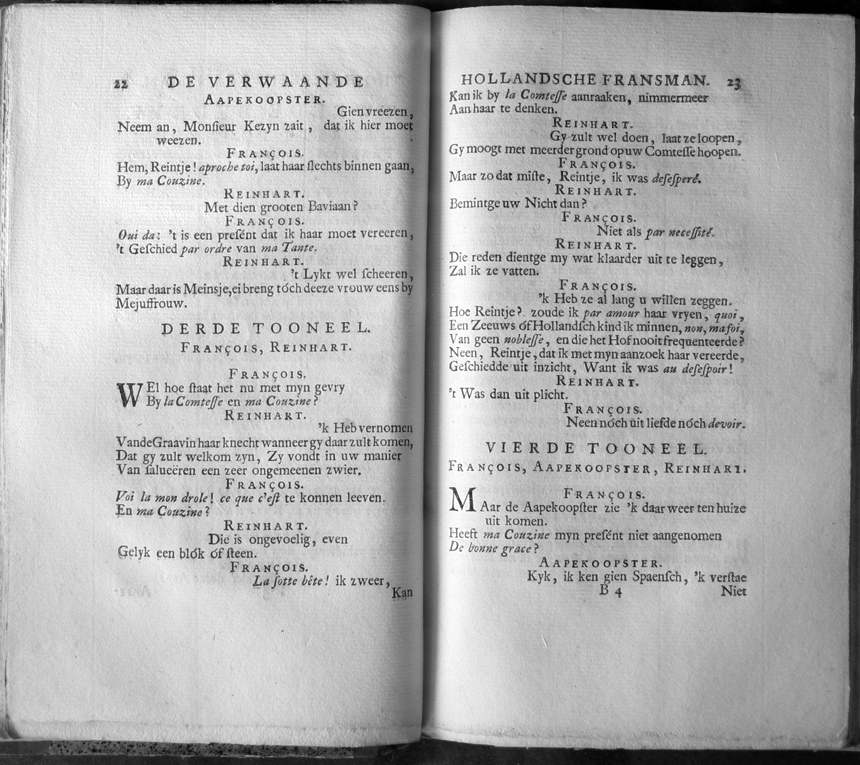 22 DE VERWAANDE
AAPEKOOPSTER.
Gien vreezen,
Neem an, Monſieur Kezyn zait, dat ik hier moet
weezen.
FRANÇOIS.
Hem, Reintje! aproche toi, laat haar ſlechts binnen gaan,
By ma Couzine.
REINHART.
Met dien grooten Baviaan?
FRANÇOIS.
Oui da: 't is een preſént dat ik haar moet vereeren,
't Geſchied par ordre van ma Tante.
REINHART.
't Lykt wel ſcheeren,
Maar daar is Meinsje, ei breng tóch deeze vrouw eens by
Mejuffrouw.
DERDE TOONEEL.
FRANÇOIS, REINHART.
FRANÇOIS.
WEl hoe ſtaat het nu met myn gevry
By la Comteſſe en ma Couzine?
REINHART.
'k Heb vernomen
Van de Graavin haar knecht wanneer gy daar zult komen,
Dat gy zult welkom zyn, Zy vondt in uw manier
Van ſalueeren een zeer ongemeenen zwier.
FRANÇOIS.
Voi la mon drole! ce que c'eſt te konnen leeven.
En ma Couzine?
REINHART.
Die is ongevoelig, even
Gelyk een blók óf ſteen.
FRANÇOIS.
La ſotte bête! ik zweer,
Kan
HOLLANDSCHE FRANSMAN. 23
Kan ik by la Comteſſe aanraaken, nimmermeer
Aan haar te denken.
REINHART.
Gy zult wel doen, laat ze loopen,
Gy moogt met meerder grond op uw Comteſſe hoopen.
FRANÇOIS.
Maar zo dat miſte, Reintje, ik was deſeſperé.
REINHART.
Bemint ge uw Nicht dan?
FRANÇOIS.
Niet als par neceſſité.
REINHART.
Die reden dient ge my wat klaarder uit te leggen,
Zal ik ze vatten.
FRANÇOIS.
'k Heb ze al lang u willen zeggen.
Hoe Reintje? zoude ik par amour haar vryen, quoi,
Een Zeeuws óf Hollandſch kind ik minnen, non, ma foi,
Van geen nobleſſe, en die het Hof nooit frequenteerde?
Neen, Reintje, dat ik met myn aanzoek haar vereerde,
Geſchiedde uit inzicht, Want ik was au deſeſpoir!
REINHART.
't Was dan uit plicht.
FRANÇOIS.
Neen nóch uit liefde nóch devoir.
VIERDE TOONEEL.
FRANÇOIS, AAPEKOOPSTER, REINHART.
FRANÇOIS.
MAar de Aapekoopſter zie 'k daar weer ten huize
uit komen.
Heeft ma Couzine myn preſént niet aangenomen
De bonne grace?
AAPEKOOPSTER.
Kyk, ik ken gien Spaenſch, 'k verſtae
B 4 Niet